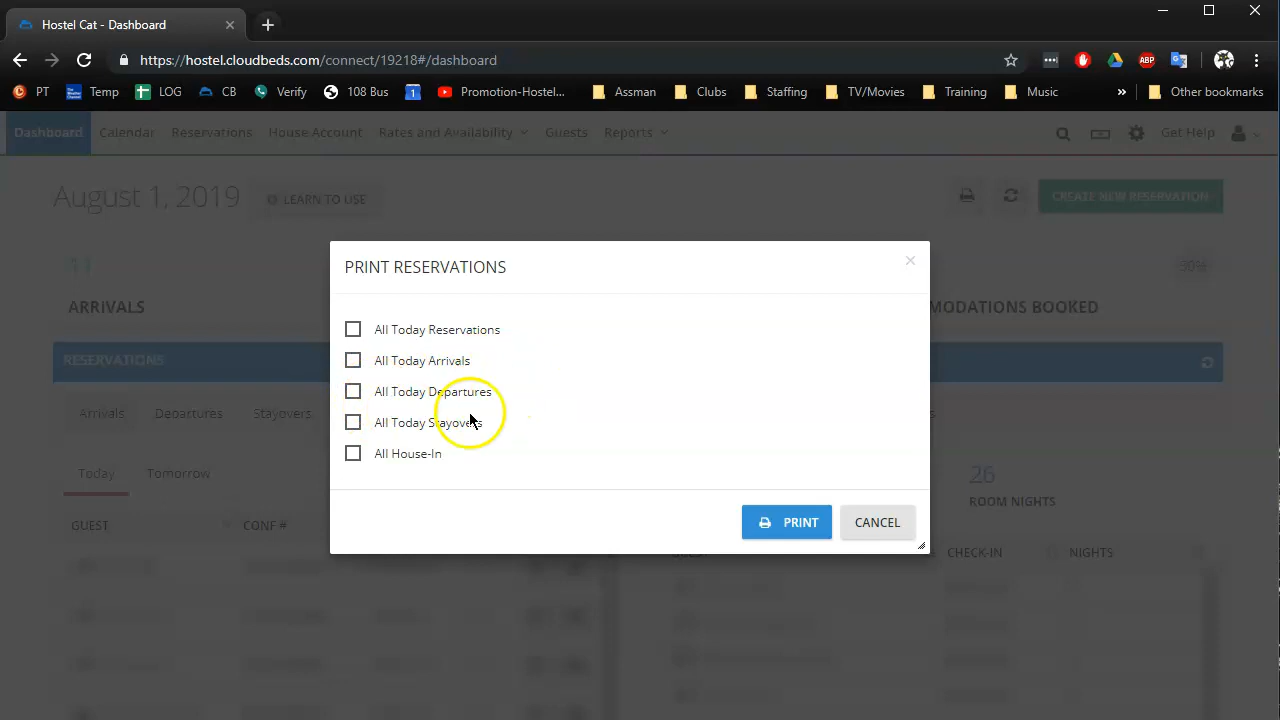 Hostel Cat - Dashboard
https://hostel.cloudbeds.com/connect/19218#/dashboard
PT Temp LOG CB Verify 108 Bus 1 Promotion-Hostel... Assman Clubs Staffing TV/Movies Training Music » Other bookmarks
Dashboard Calendar Reservations House Account Rates and Availability Guests Reports Get Help
August 1, 2019 LEARN TO USE CREATE NEW RESERVATION
11 30%
ARRIVALS MODATIONS BOOKED
RESERVATIONS
Arrivals Departures Stayovers
Today Tomorrow
26
ROOM NIGHTS
GUEST CONF #
CHECK-IN NIGHTS
PRINT RESERVATIONS
All Today Reservations
All Today Arrivals
All Today Departures
All Today Stayovers
All House-In
PRINT CANCEL